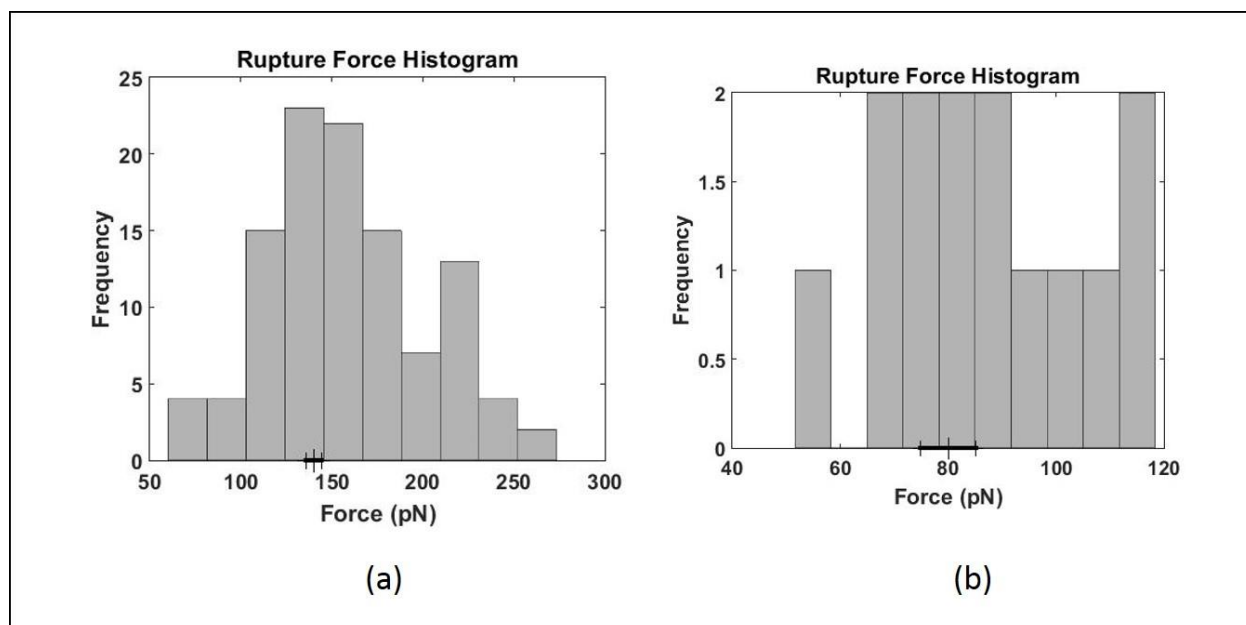 Rupture Force Histogram
25
20
15
10
5
0
50 100 150 200 250 300
Frequency
Force (pN)
(a)
Rupture Force Histogram
2
1.5
1
0.5
0
40 60 80 100 120
Frequency
Force (pN)
(b)